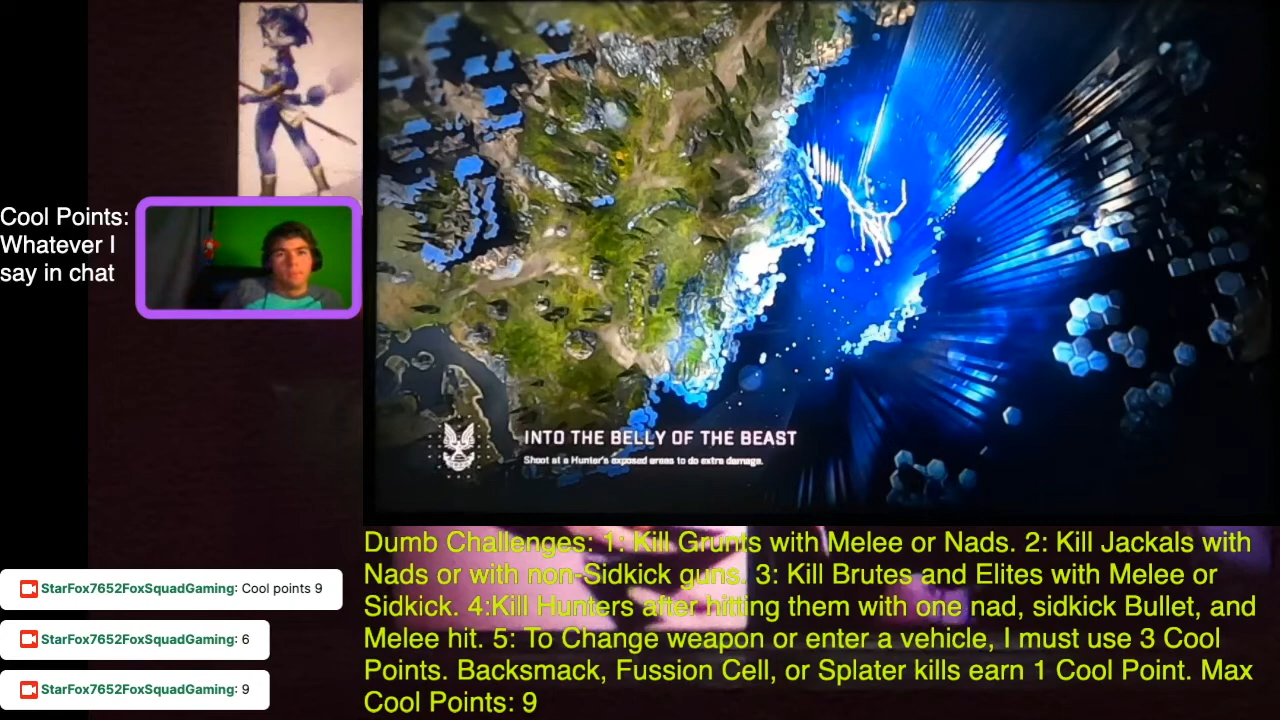 Cool Points:
Whatever I
say in chat
INTO THE BELLY OF THE BEAST
Shoot at a Hunter's exposed areas to do extra damage.
StarFox7652FoxSquadGaming: Cool points 9
StarFox7652FoxSquadGaming: 6
StarFox7652FoxSquadGaming: 9
Dumb Challenges: 1: Kill Grunts with Melee or Nads. 2: Kill Jackals with
Nads or with non-Sidkick guns. 3: Kill Brutes and Elites with Melee or
Sidkick. 4:Kill Hunters after hitting them with one nad, sidkick Bullet, and
Melee hit. 5: To Change weapon or enter a vehicle, I must use 3 Cool
Points. Backsmack, Fussion Cell, or Splater kills earn 1 Cool Point. Max
Cool Points: 9